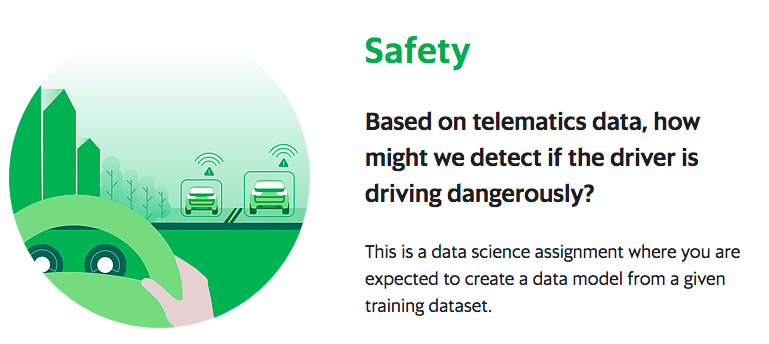 Safety
Based on telematics data, how
might we detect if the driver is
driving dangerously?
This is a data science assignment where you are
expected to create a data model from a given
training dataset.